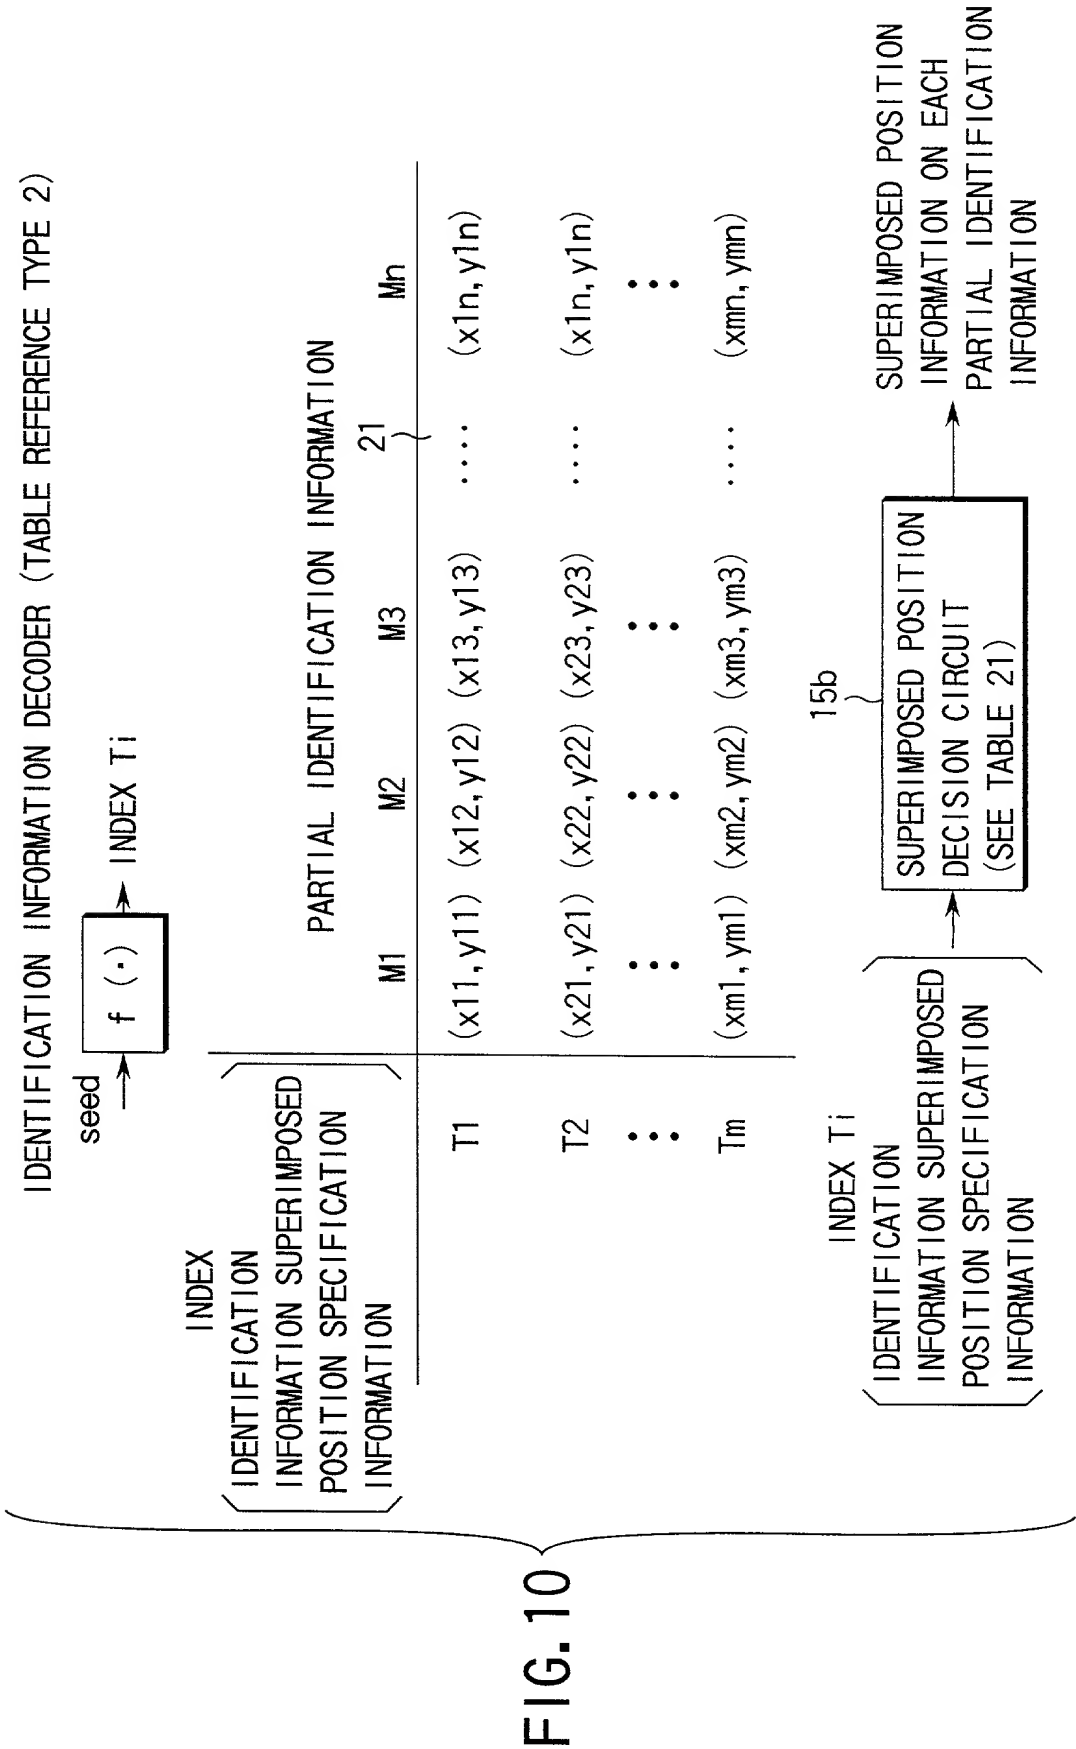 FIG. 10
IDENTIFICATION INFORMATION DECODER (TABLE REFERENCE TYPE 2)
seed
f (·)
INDEX Ti
INDEX
IDENTIFICATION
INFORMATION SUPERIMPOSED
POSITION SPECIFICATION
INFORMATION
PARTIAL IDENTIFICATION INFORMATION
21
M1 M2 M3 Mn
T1 (x11, y11) (x12, y12) (x13, y13) ···· (x1n, y1n)
T2 (x21, y21) (x22, y22) (x23, y23) ···· (x1n, y1n)
Tm (xm1, ym1) (xm2, ym2) (xm3, ym3) ···· (xmn, ymn)
INDEX Ti
IDENTIFICATION
INFORMATION SUPERIMPOSED
POSITION SPECIFICATION
INFORMATION
15b
SUPERIMPOSED POSITION
DECISION CIRCUIT
(SEE TABLE 21)
SUPERIMPOSED POSITION
INFORMATION ON EACH
PARTIAL IDENTIFICATION
INFORMATION